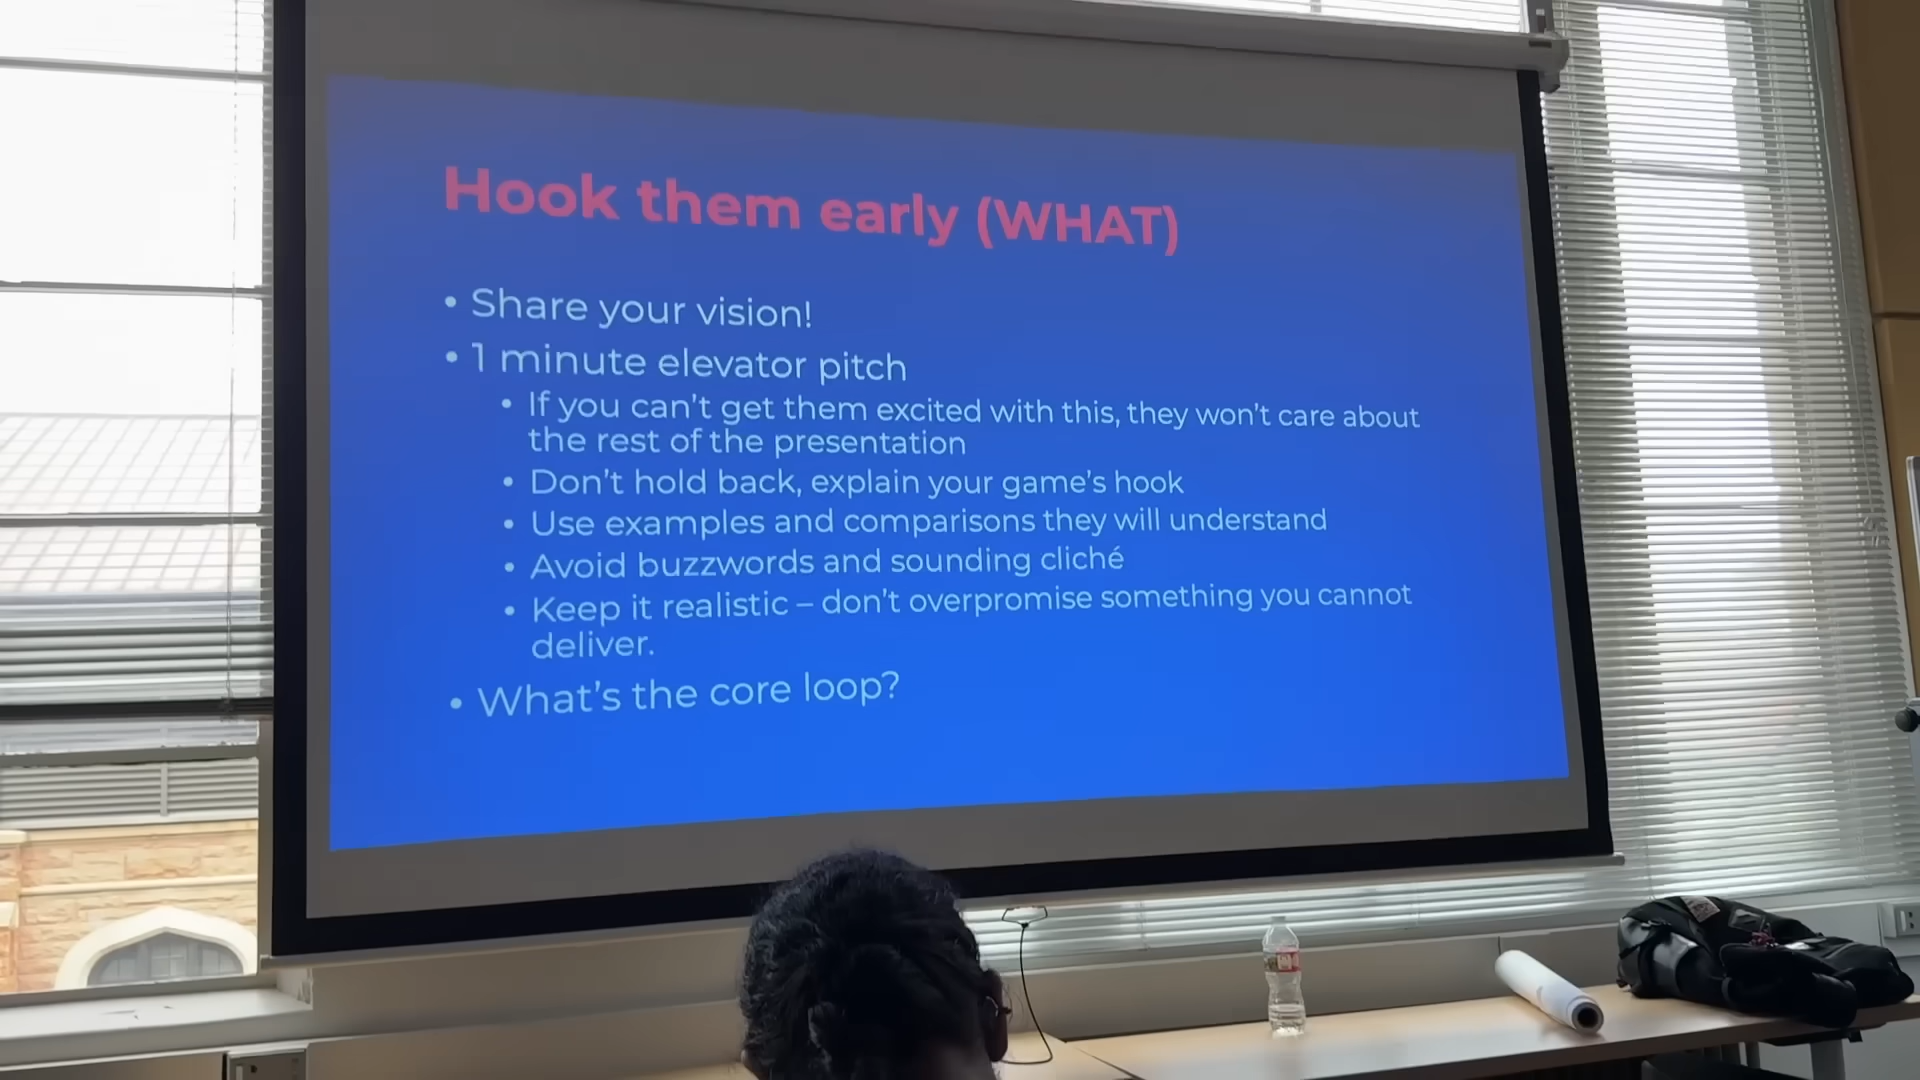 Hook them early (WHAT)
• Share your vision!
• 1 minute elevator pitch
• If you can't get them excited with this, they won't care about
the rest of the presentation
• Don't hold back, explain your game's hook
• Use examples and comparisons they will understand
• Avoid buzzwords and sounding cliché
• Keep it realistic – don't overpromise something you cannot
deliver.
• What's the core loop?